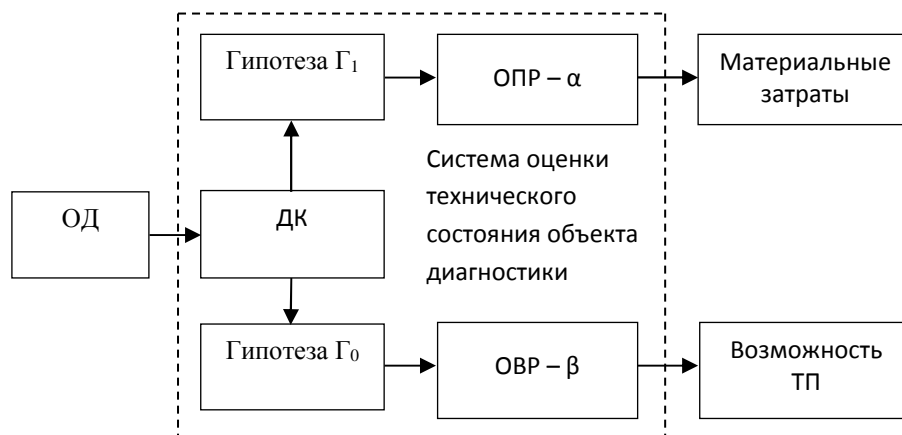 Гипотеза Г1
ОПР – α
Материальные
затраты
Система оценки
технического
состояния объекта
диагностики
ОД
ДК
Гипотеза Г0
ОВР – β
Возможность
ТП